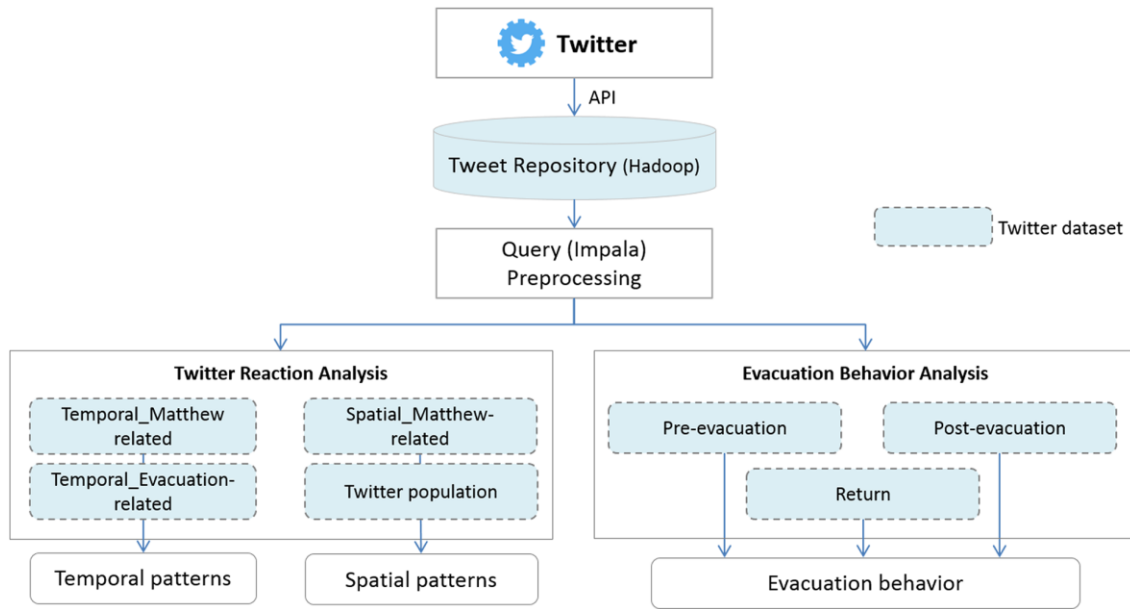 Twitter
API
Tweet Repository (Hadoop)
Query (Impala)
Preprocessing
Twitter dataset
Twitter Reaction Analysis
Temporal_Matthew
related
Spatial_Matthew-
related
Temporal_Evacuation-
related
Twitter population
Temporal patterns
Spatial patterns
Evacuation Behavior Analysis
Pre-evacuation
Post-evacuation
Return
Evacuation behavior